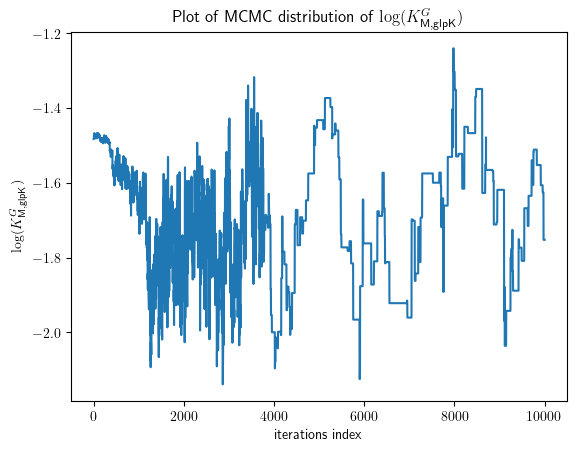 Plot of MCMC distribution of log(K^G_{M,glpK})
−1.2
−1.4
−1.6
−1.8
−2.0
log(K^G_{M,glpK})
0 2000 4000 6000 8000 10000
iterations index